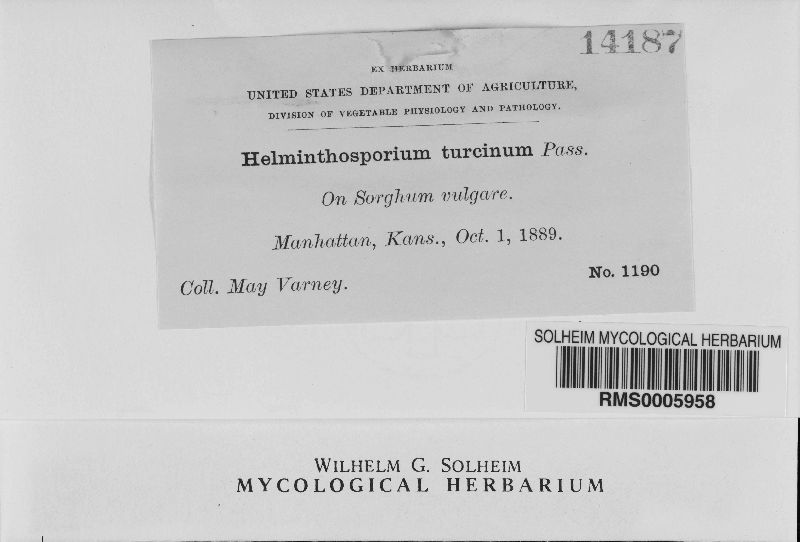 14187
EX HERBARIUM
UNITED STATES DEPARTMENT OF AGRICULTURE,
DIVISION OF VEGETABLE PHYSIOLOGY AND PATHOLOGY.
Helminthosporium turcinum Pass.
On Sorghum vulgare.
Manhattan, Kans., Oct. 1, 1889.
Coll. May Varney.
No. 1190
SOLHEIM MYCOLOGICAL HERBARIUM
RMS0005958
WILHELM G. SOLHEIM
MYCOLOGICAL HERBARIUM